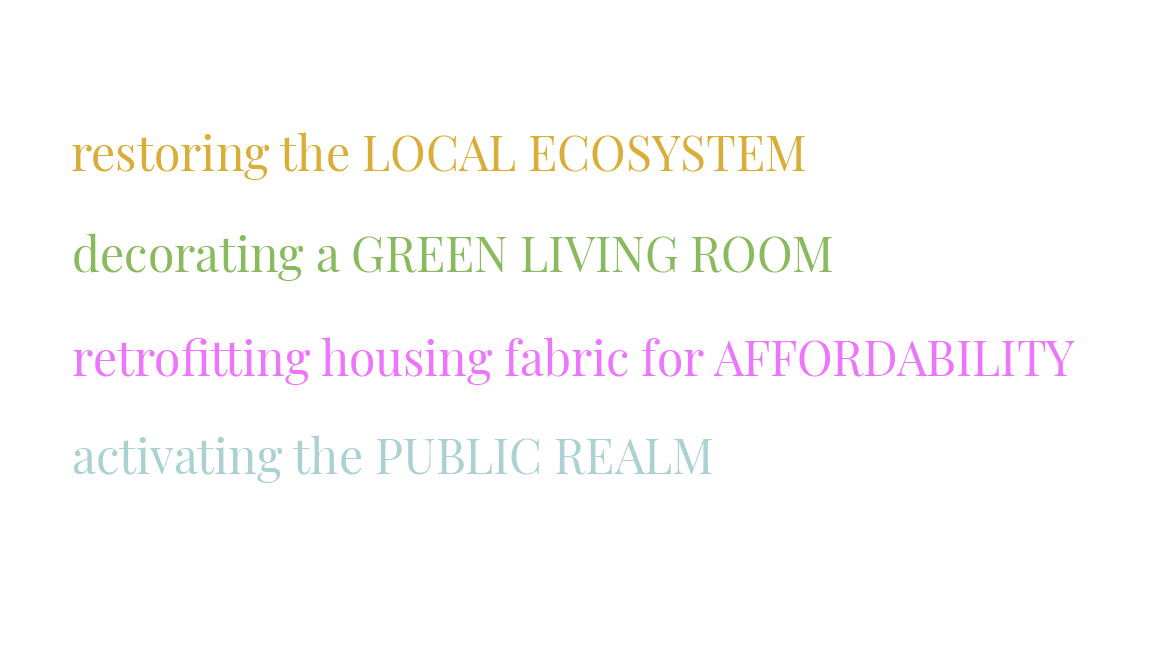 restoring the LOCAL ECOSYSTEM
decorating a GREEN LIVING ROOM
retrofitting housing fabric for AFFORDABILITY
activating the PUBLIC REALM